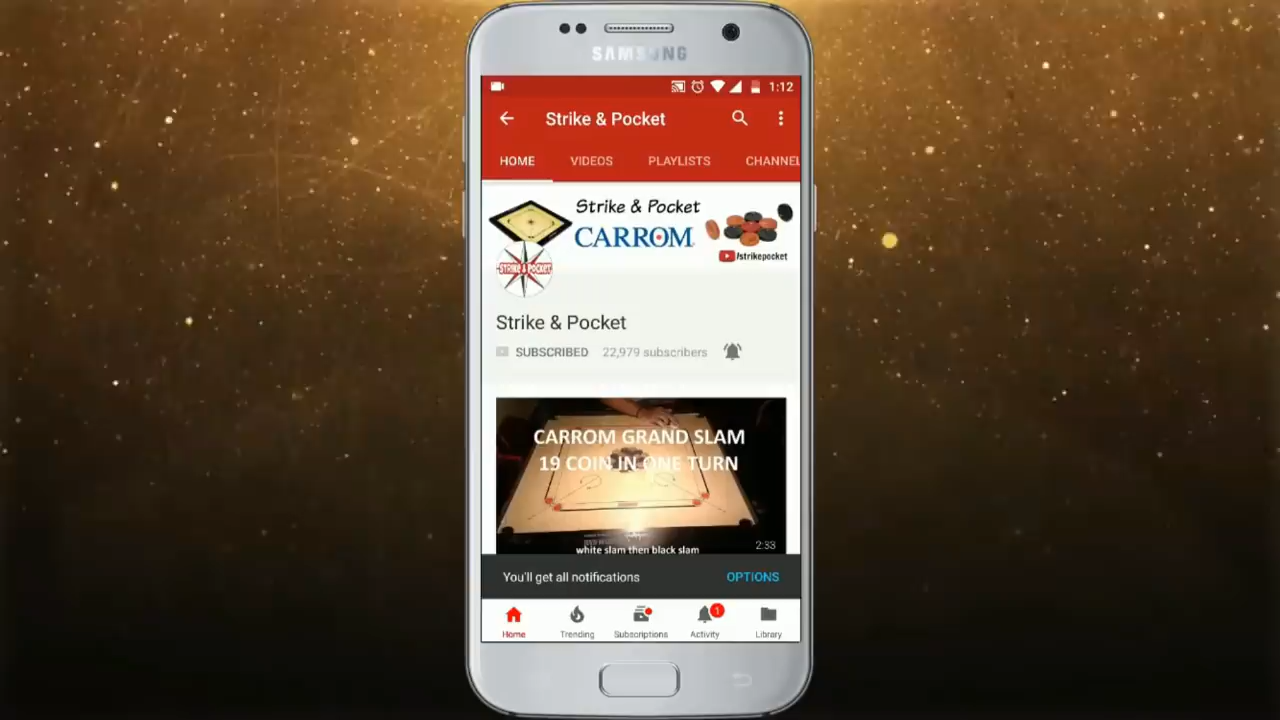 SAMSUNG
1:12
Strike & Pocket
HOME VIDEOS PLAYLISTS CHANNEL
Strike & Pocket
CARROM
/strikepocket
STRIKE & POCKET
Strike & Pocket
SUBSCRIBED 22,979 subscribers
CARROM GRAND SLAM
19 COIN IN ONE TURN
white slam then black slam
2:33
You'll get all notifications OPTIONS
1
Home Trending Subscriptions Activity Library